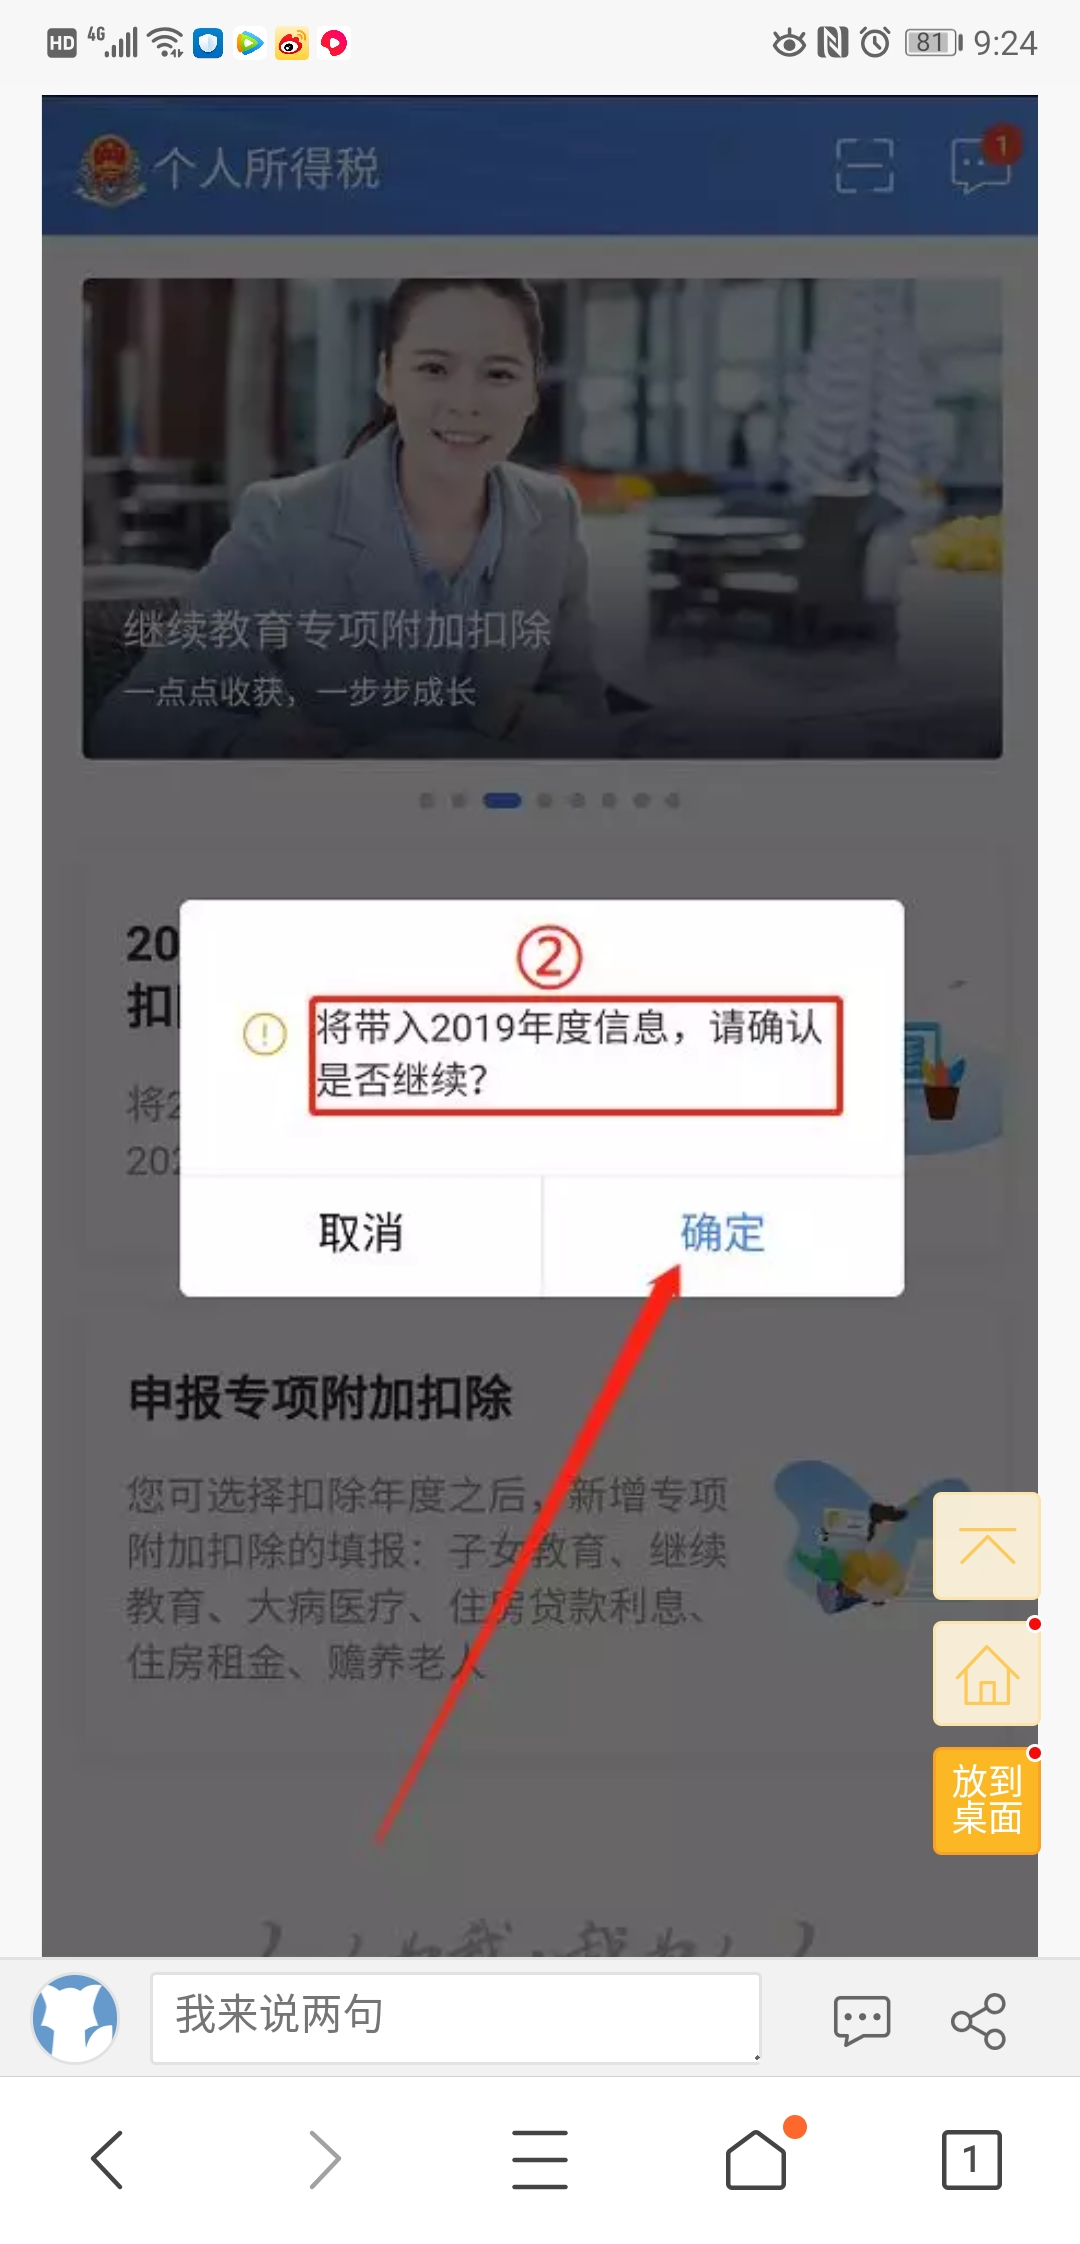 HD 4G 81 9:24
个人所得税
1
继续教育专项附加扣除
一点点收获，一步步成长
②
20
扣
将带入2019年度信息，请确认
是否继续?
将2
202
取消 确定
申报专项附加扣除
您可选择扣除年度之后，新增专项
附加扣除的填报：子女教育、继续
教育、大病医疗、住房贷款利息、
住房租金、赡养老人
放到
桌面
我来说两句
1